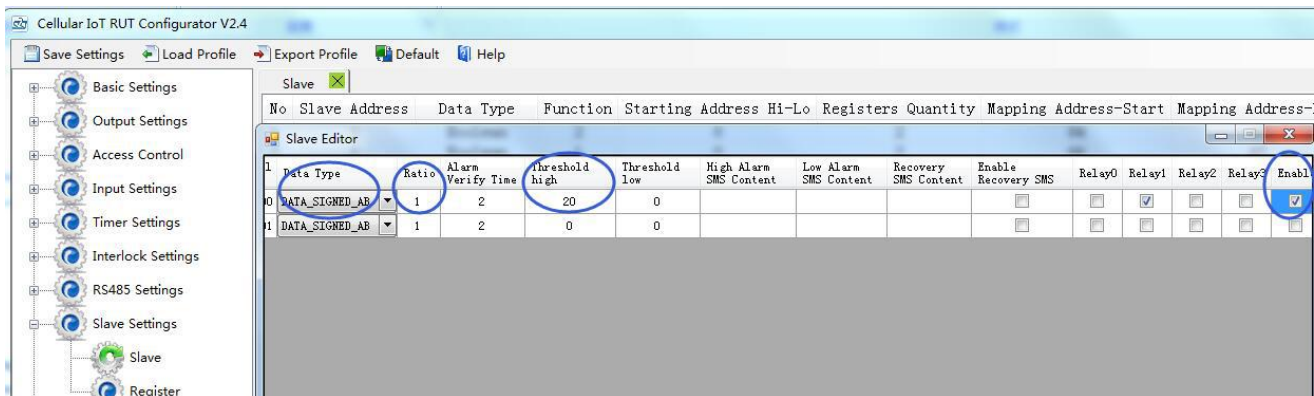 Cellular IoT RUT Configurator V2.4
Save Settings Load Profile Export Profile Default Help
Basic Settings
Output Settings
Access Control
Input Settings
Timer Settings
Interlock Settings
RS485 Settings
Slave Settings
Slave
Register
Slave
No Slave Address Data Type Function Starting Address Hi-Lo Registers Quantity Mapping Address-Start Mapping Address-
Slave Editor
Data Type Ratio Alarm Verify Time Threshold high Threshold low High Alarm SMS Content Low Alarm SMS Content Recovery SMS Content Enable Recovery SMS Relay0 Relay1 Relay2 Relay3 Enabl
DATA_SIGNED_AB 1 2 20 0
DATA_SIGNED_AB 1 2 0 0